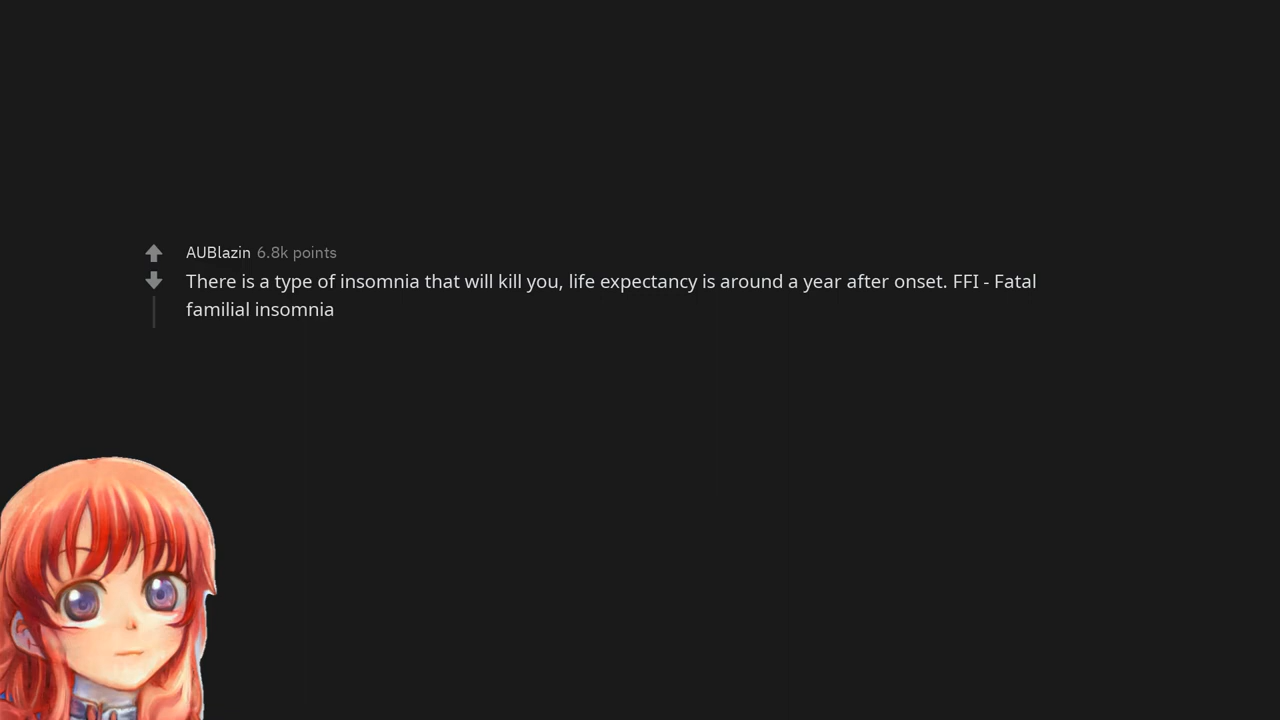 AUBlazin 6.8k points
There is a type of insomnia that will kill you, life expectancy is around a year after onset. FFI - Fatal
familial insomnia